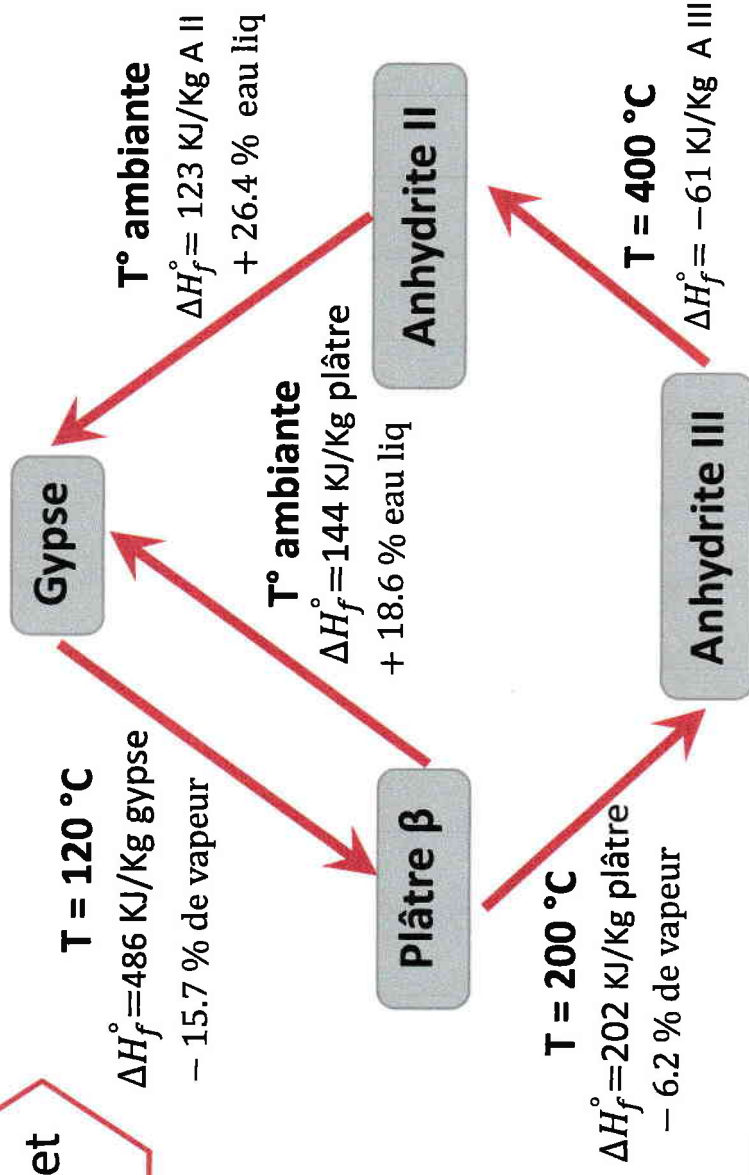 et
Gypse
T = 120 °C
ΔH°f=486 KJ/Kg gypse
− 15.7 % de vapeur
T° ambiante
ΔH°f= 123 KJ/Kg A II
+ 26.4 % eau liq
T° ambiante
ΔH°f=144 KJ/Kg plâtre
+ 18.6 % eau liq
Plâtre β
Anhydrite II
T = 200 °C
ΔH°f=202 KJ/Kg plâtre
− 6.2 % de vapeur
T = 400 °C
ΔH°f= −61 KJ/Kg A III
Anhydrite III